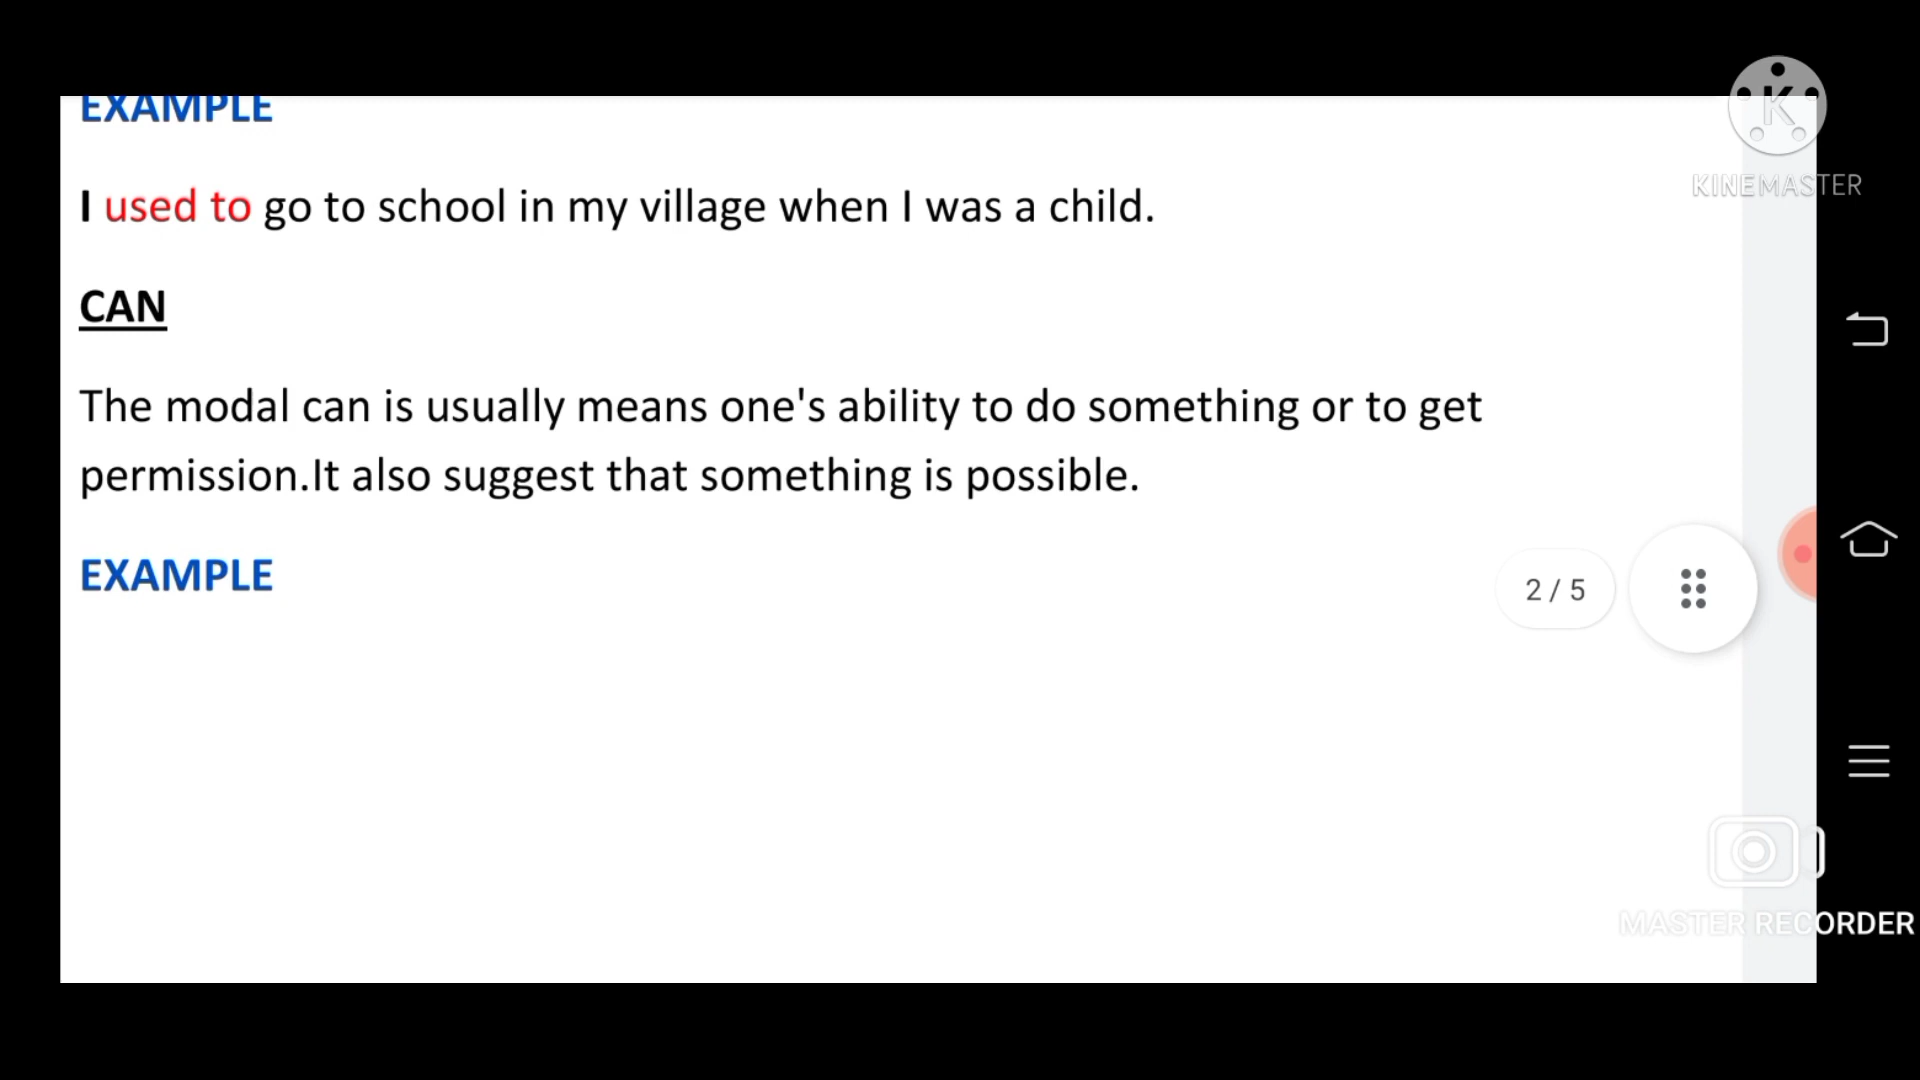 EXAMPLE
I used to go to school in my village when I was a child.
CAN
The modal can is usually means one's ability to do something or to get
permission.It also suggest that something is possible.
EXAMPLE
2 / 5
K
KINEMASTER
MASTER RECORDER